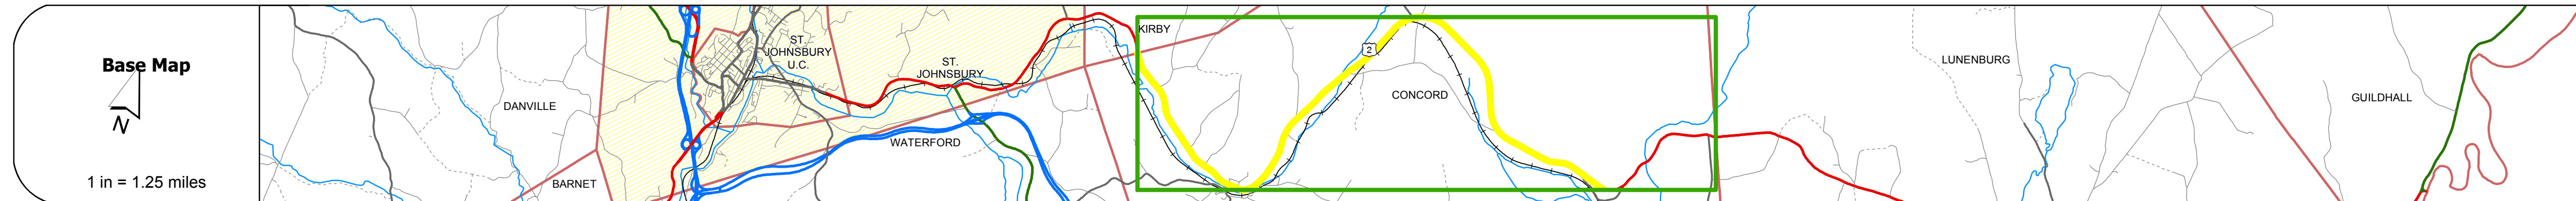 Base Map
N
1 in = 1.25 miles
DANVILLE
BARNET
ST.
JOHNSBURY
U.C.
ST.
JOHNSBURY
WATERFORD
KIRBY
2
CONCORD
LUNENBURG
GUILDHALL